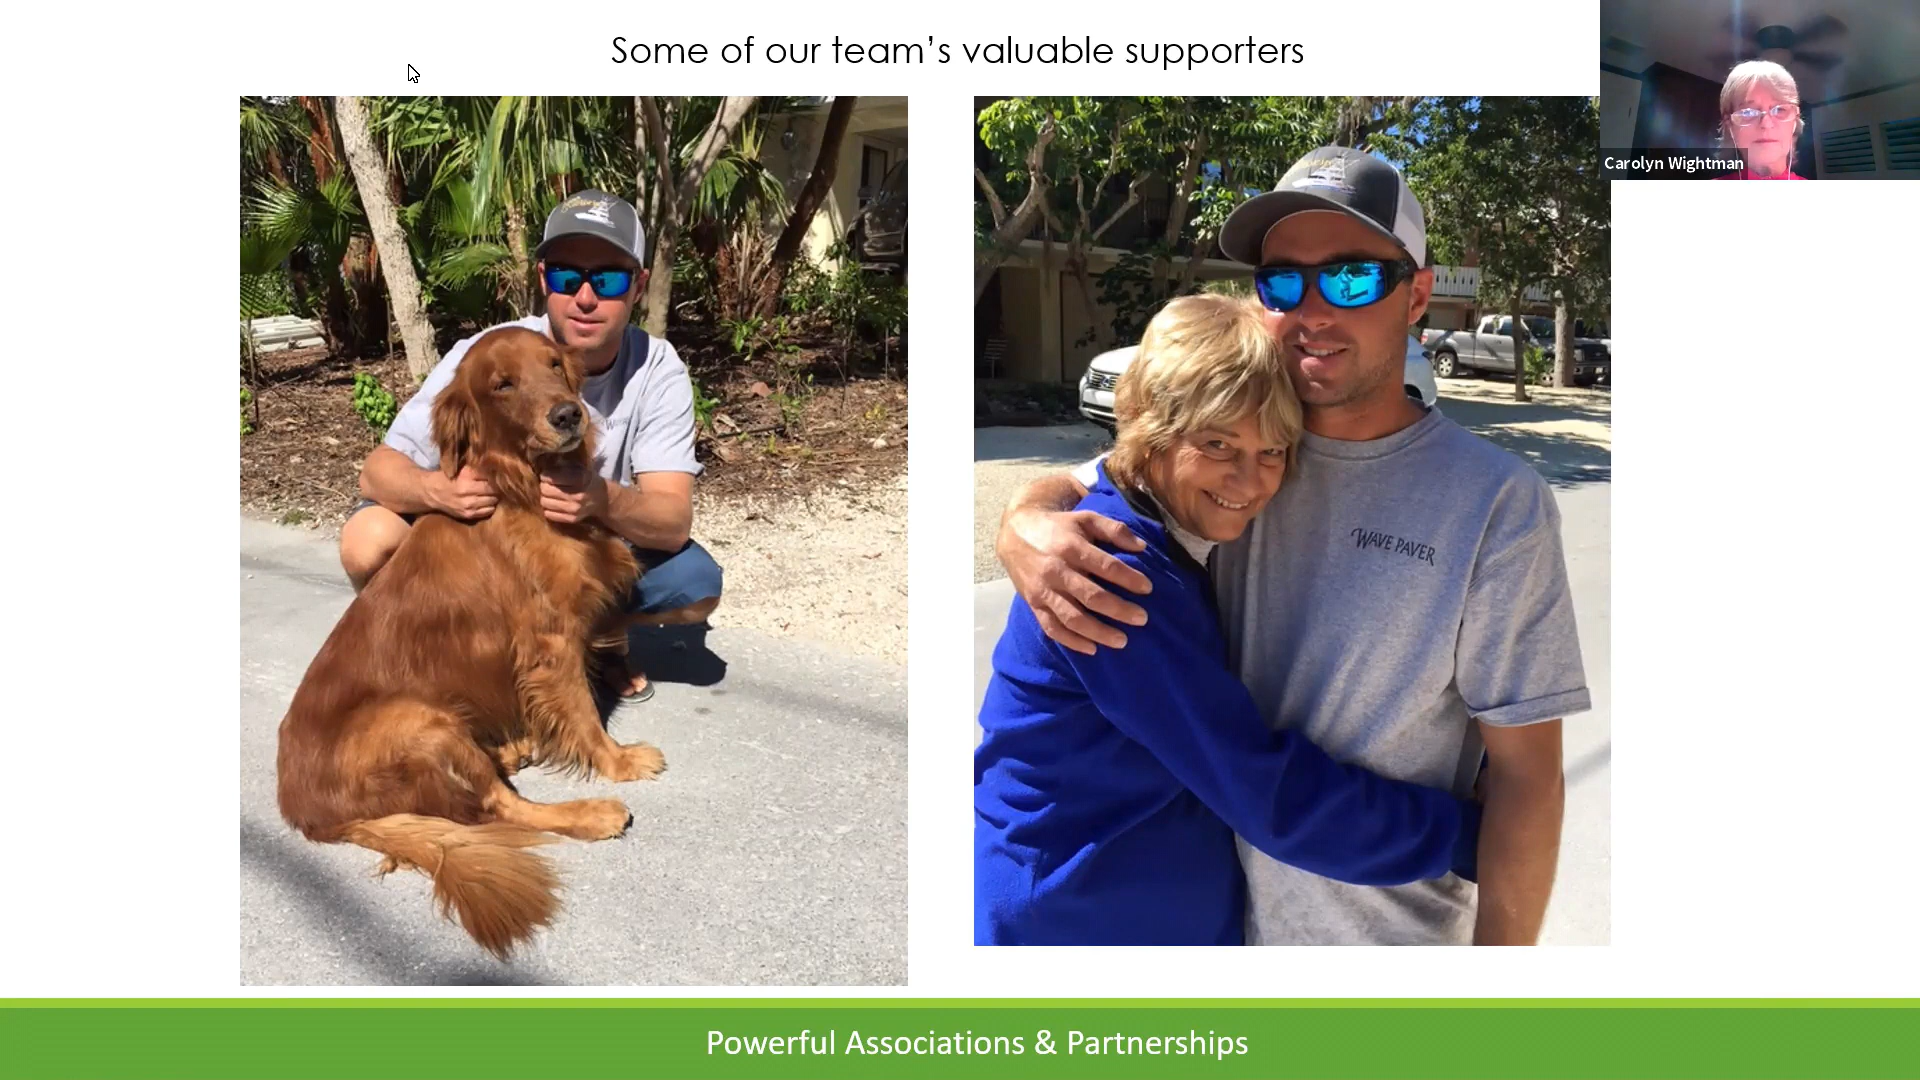 Some of our team's valuable supporters
Carolyn Wightman
WAVE PAVER
Powerful Associations & Partnerships